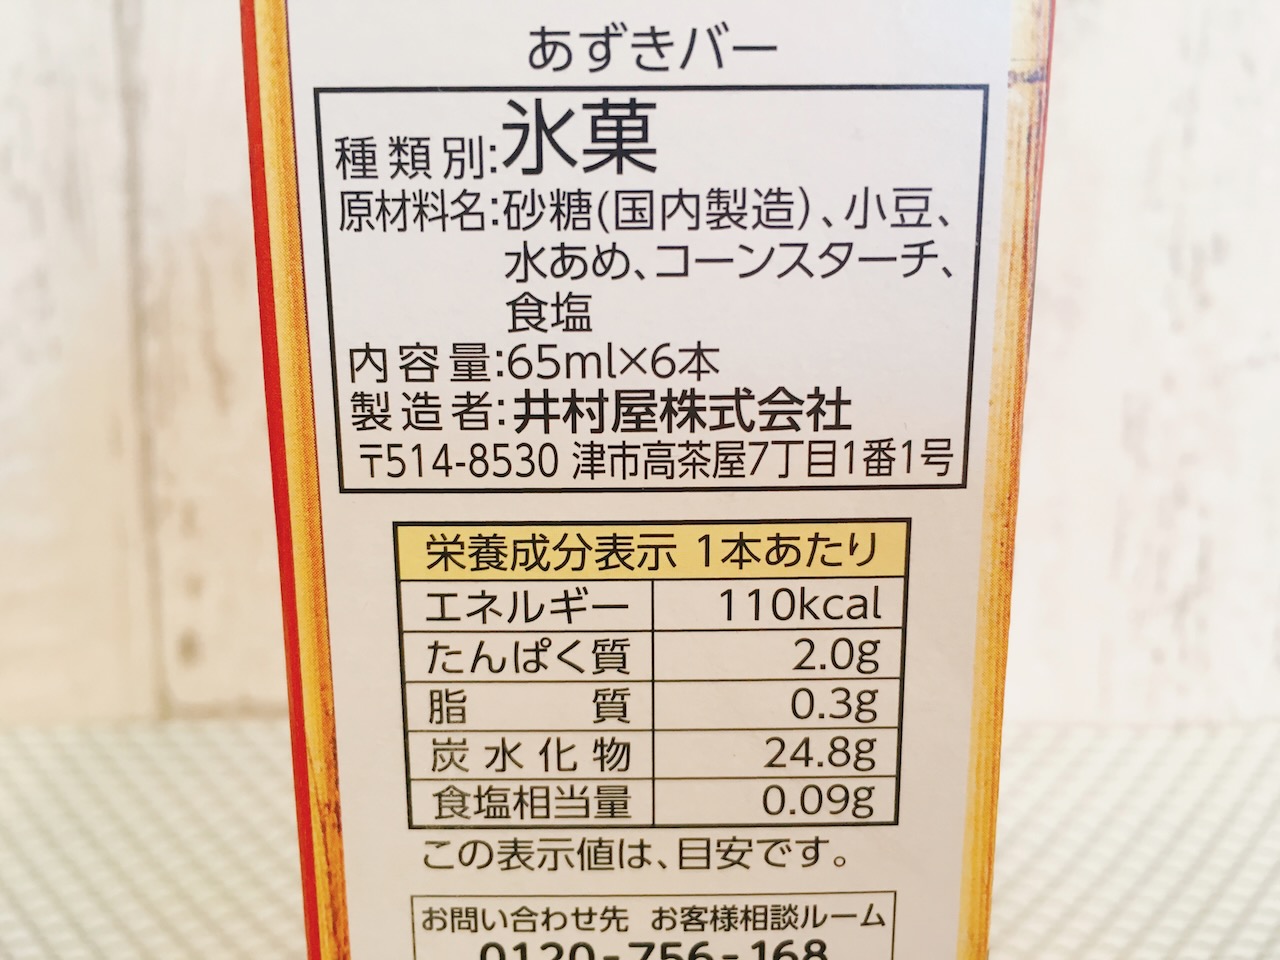 あずきバー
種類別:氷菓
原材料名:砂糖(国内製造)、小豆、
水あめ、コーンスターチ、
食塩
内容量:65ml×6本
製造者:井村屋株式会社
〒514-8530 津市高茶屋7丁目1番1号
栄養成分表示 1本あたり
エネルギー 110kcal
たんぱく質 2.0g
脂質 0.3g
炭水化物 24.8g
食塩相当量 0.09g
この表示値は、目安です。
お問い合わせ先 お客様相談ルーム
0120-756-168